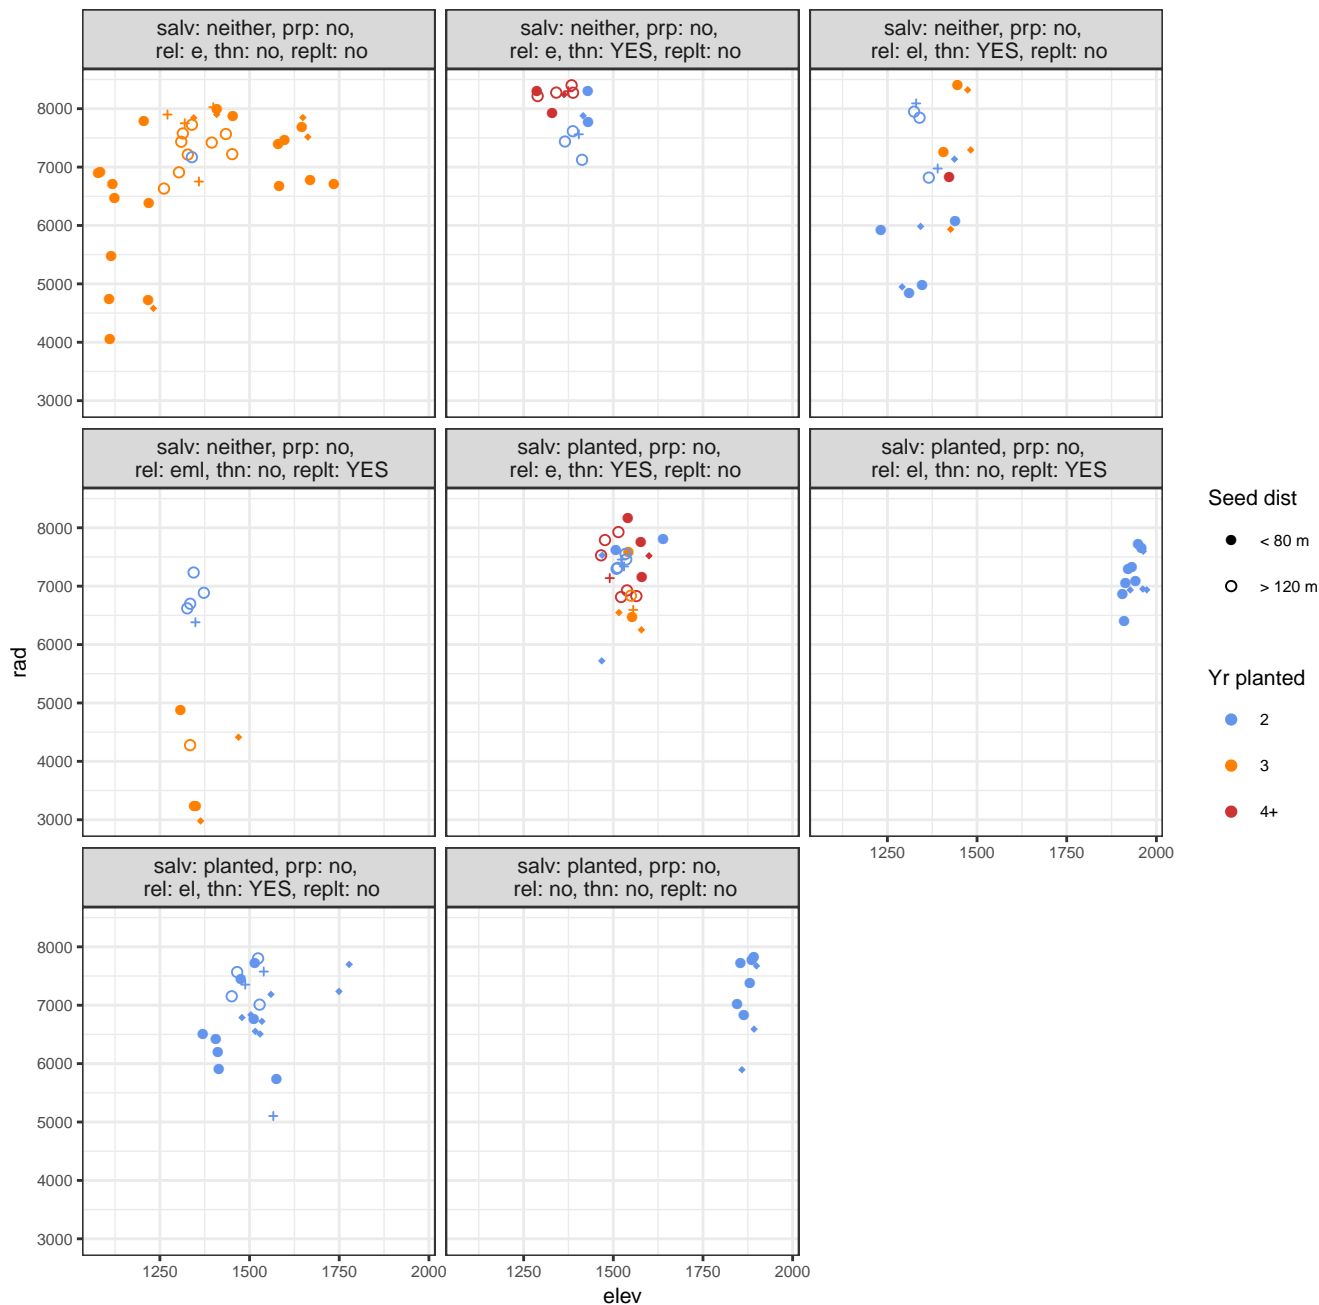 salv: neither, prp: no,
rel: e, thn: no, replt: no
salv: neither, prp: no,
rel: e, thn: YES, replt: no
salv: neither, prp: no,
rel: el, thn: YES, replt: no
8000
7000
6000
5000
4000
3000
salv: neither, prp: no,
rel: eml, thn: no, replt: YES
salv: planted, prp: no,
rel: e, thn: YES, replt: no
salv: planted, prp: no,
rel: el, thn: no, replt: YES
8000
7000
6000
5000
4000
3000
1250
1500
1750
2000
salv: planted, prp: no,
rel: el, thn: YES, replt: no
salv: planted, prp: no,
rel: no, thn: no, replt: no
8000
7000
6000
5000
4000
3000
1250
1500
1750
2000
1250
1500
1750
2000
rad
elev
Seed dist
< 80 m
> 120 m
Yr planted
2
3
4+